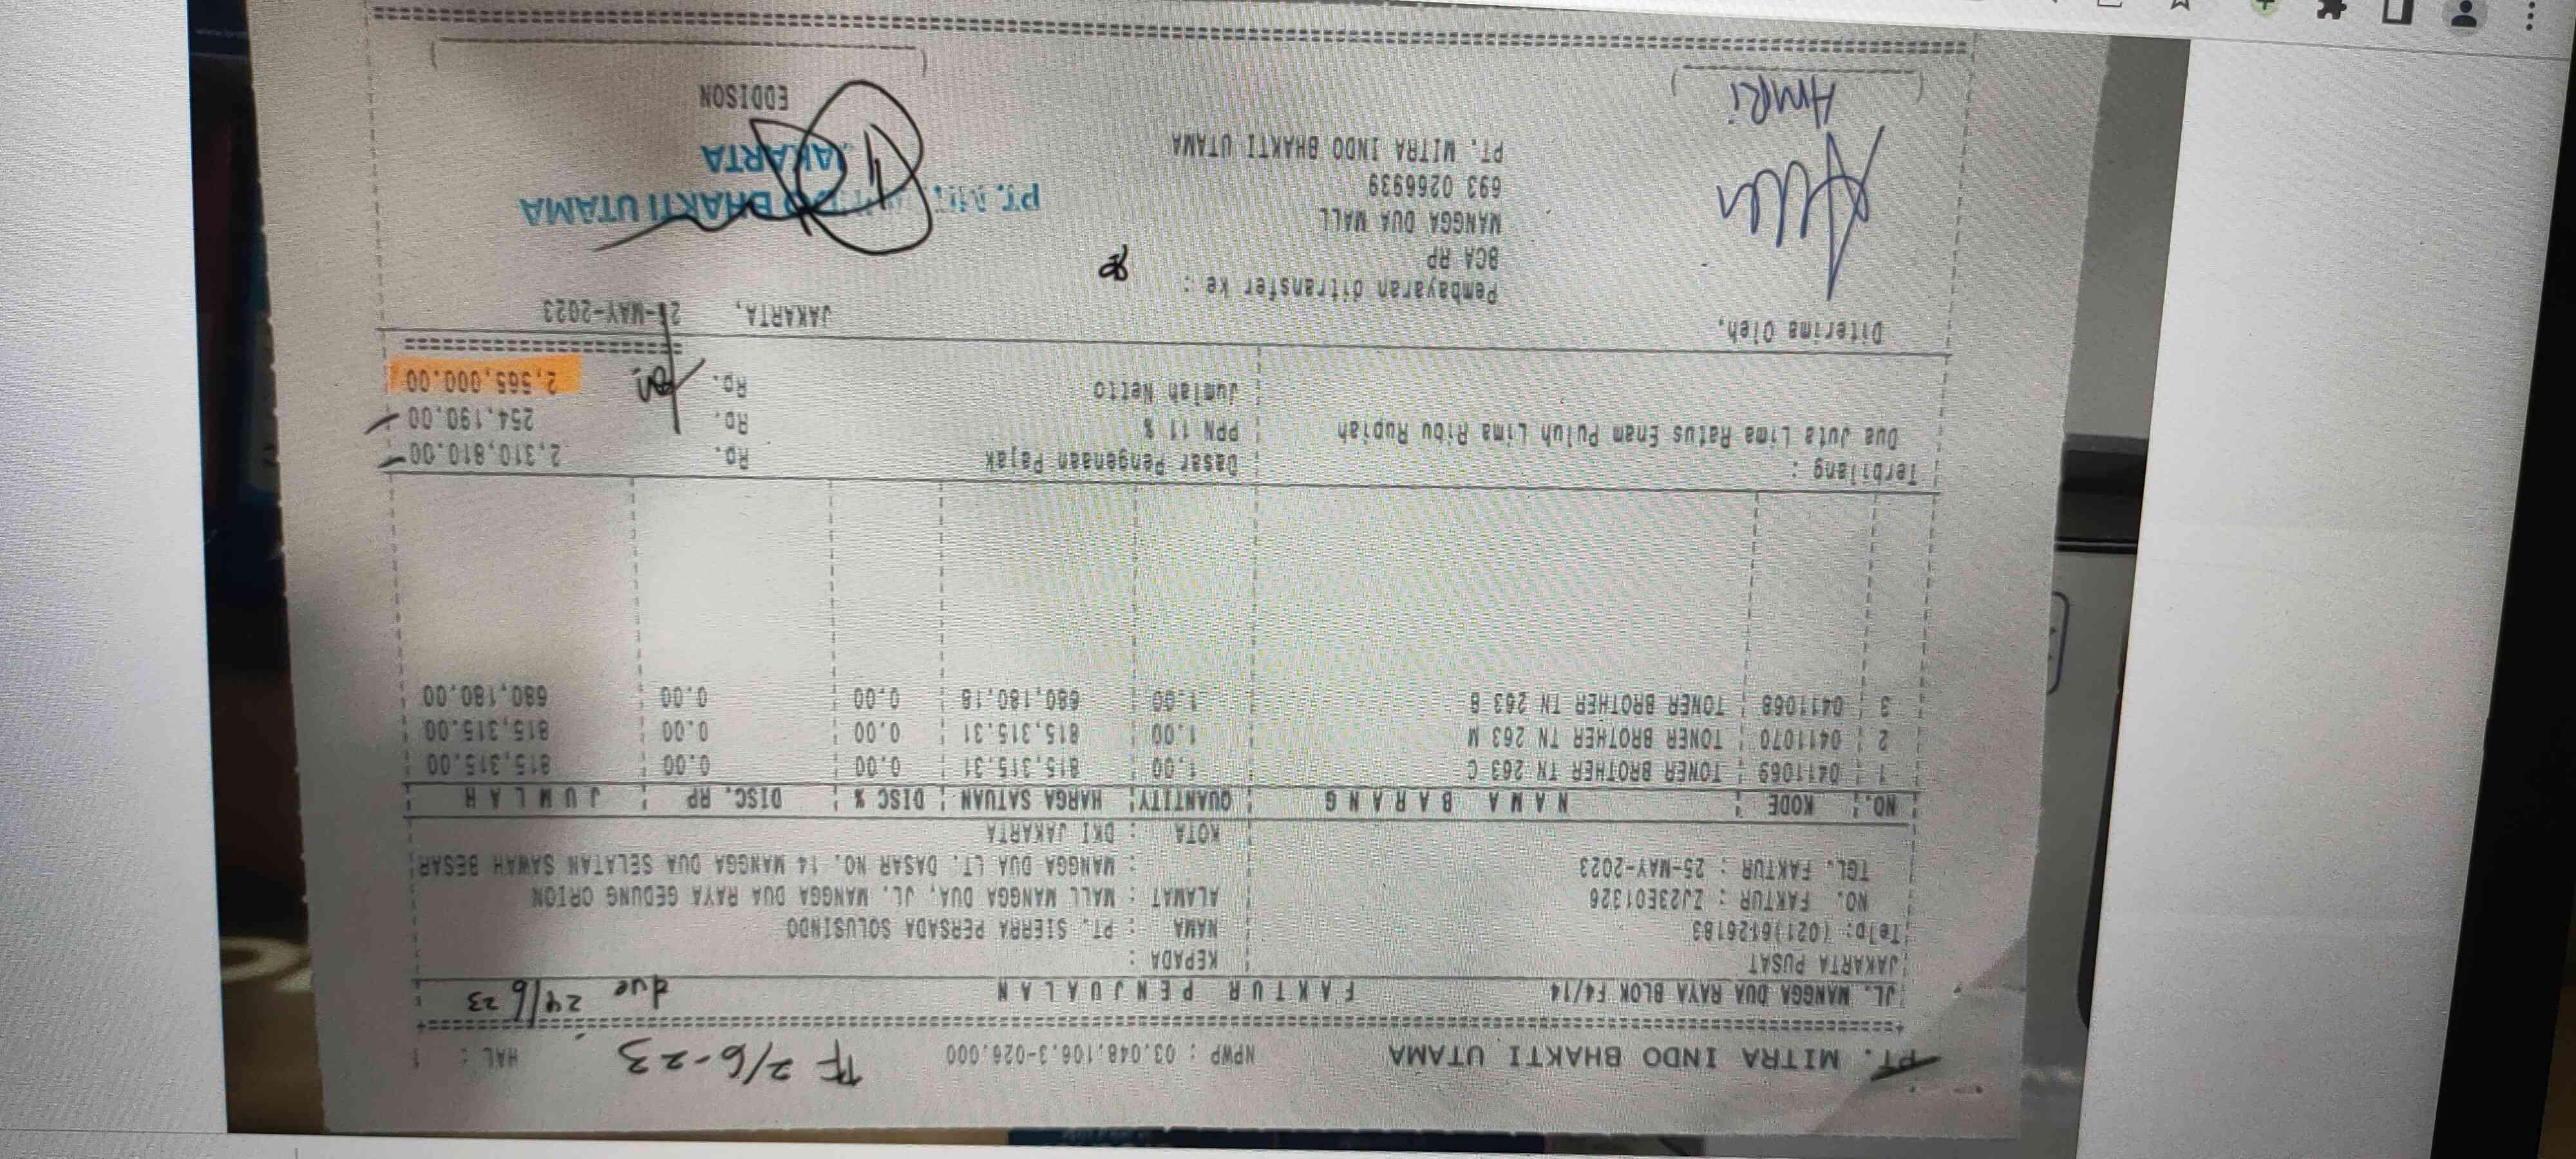 PT. MITRA INDO BHAKTI UTAMA NPWP : 03.048.106.3-026.000 TF 2/6-23 HAL : 1
JL. MANGGA DUA RAYA BLOK F4/14 FAKTUR PENJUALAN due 24/6 23
JAKARTA PUSAT KEPADA :
Telp: (021)6126183 NAMA : PT. SIERRA PERSADA SOLUSINDO
NO. FAKTUR : ZJ23E01326 ALAMAT : MALL MANGGA DUA, JL. MANGGA DUA RAYA GEDUNG ORION
TGL. FAKTUR : 25-MAY-2023 : MANGGA DUA LT. DASAR NO. 14 MANGGA DUA SELATAN SAWAH BESAR
KOTA : DKI JAKARTA
NO. KODE NAMA BARANG QUANTITY HARGA SATUAN DISC % DISC. RP JUMLAH
1 0411069 TONER BROTHER TN 263 C 1.00 815,315.31 0.00 0.00 815,315.00
2 0411070 TONER BROTHER TN 263 M 1.00 815,315.31 0.00 0.00 815,315.00
3 0411068 TONER BROTHER TN 263 B 1.00 680,180.18 0.00 0.00 680,180.00
Terbilang : Dasar Pengenaan Pajak Rp. 2,310,810.00
Dua Juta Lima Ratus Enam Puluh Lima Ribu Rupiah PPN 11 % Rp. 254,190.00
Jumlah Netto Rp. 2,565,000.00
Diterima Oleh, JAKARTA, -MAY-2023
Pembayaran ditransfer ke :
BCA RP
MANGGA DUA MALL
693 0266939
PT. MITRA INDO BHAKTI UTAMA
PT. BHAKTI UTAMA
JAKARTA
AMRi EDDISON